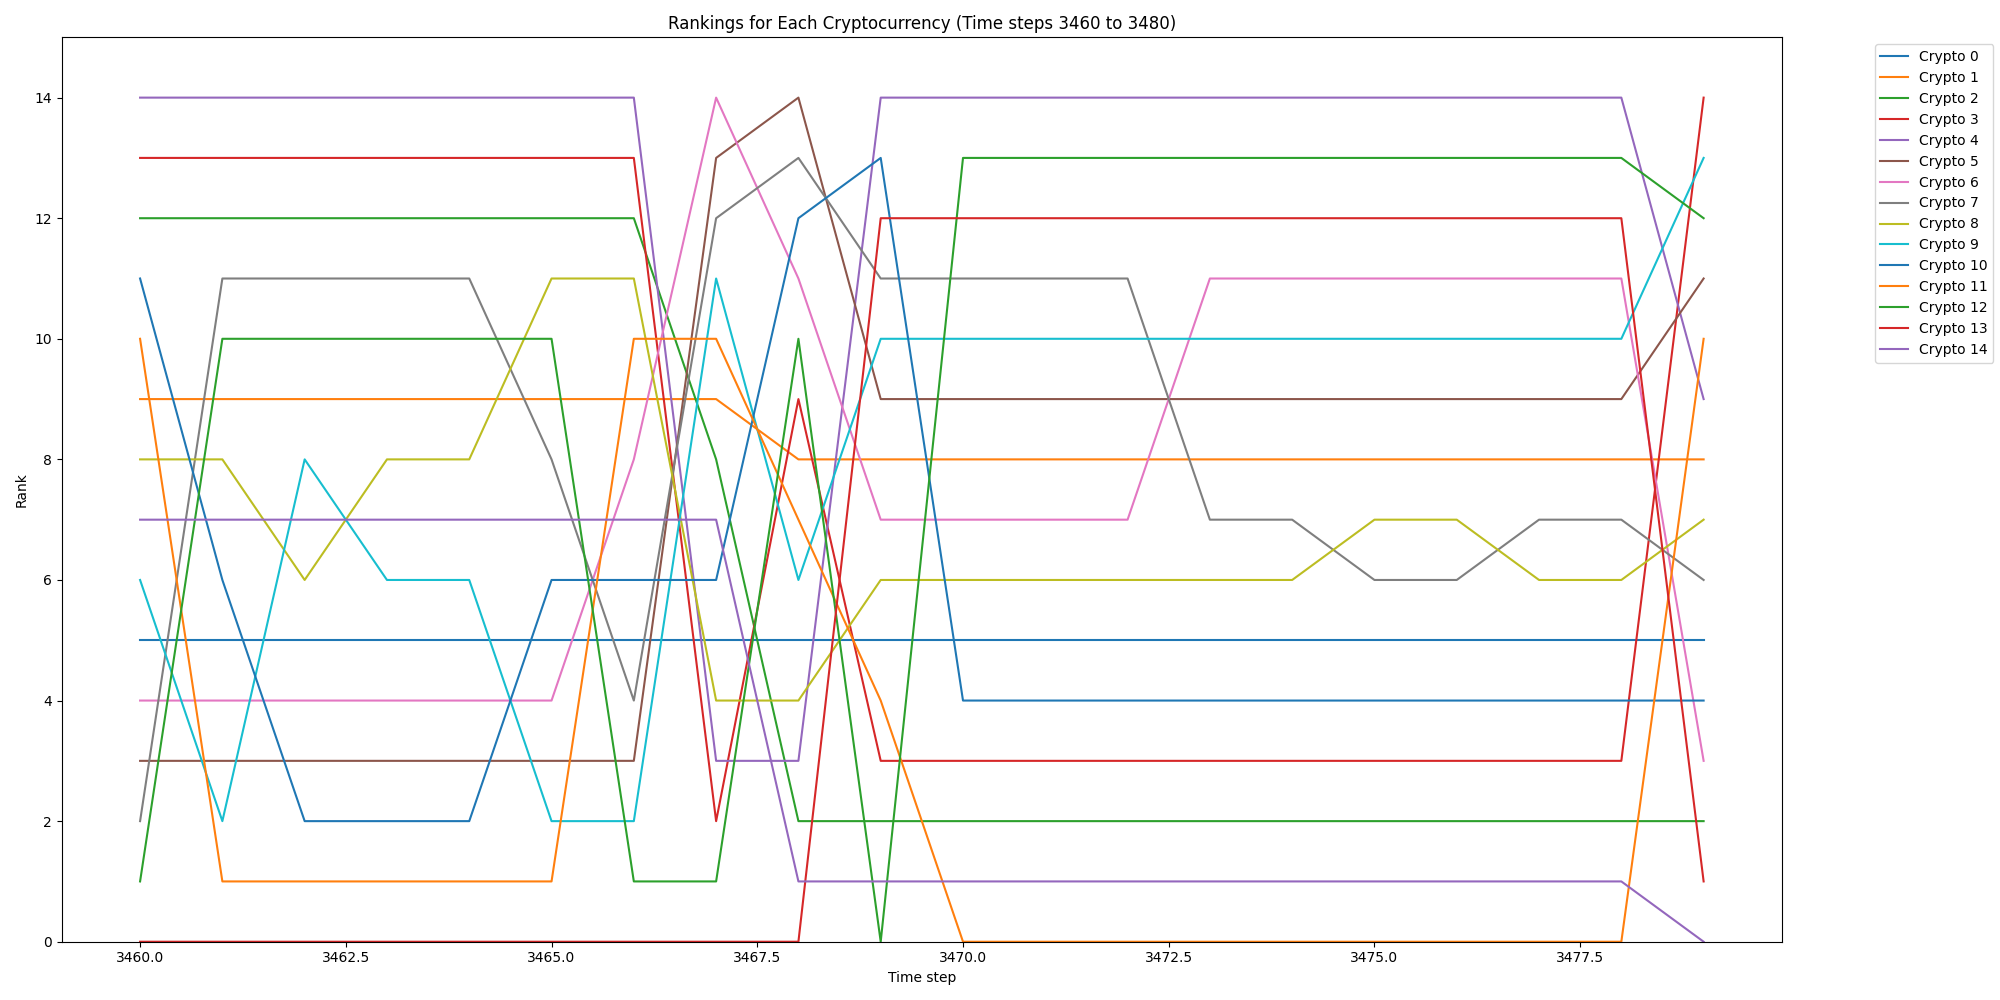 Rankings for Each Cryptocurrency (Time steps 3460 to 3480)
Rank
14
12
10
8
6
4
2
0
3460.0 3462.5 3465.0 3467.5 3470.0 3472.5 3475.0 3477.5
Time step
Crypto 0
Crypto 1
Crypto 2
Crypto 3
Crypto 4
Crypto 5
Crypto 6
Crypto 7
Crypto 8
Crypto 9
Crypto 10
Crypto 11
Crypto 12
Crypto 13
Crypto 14